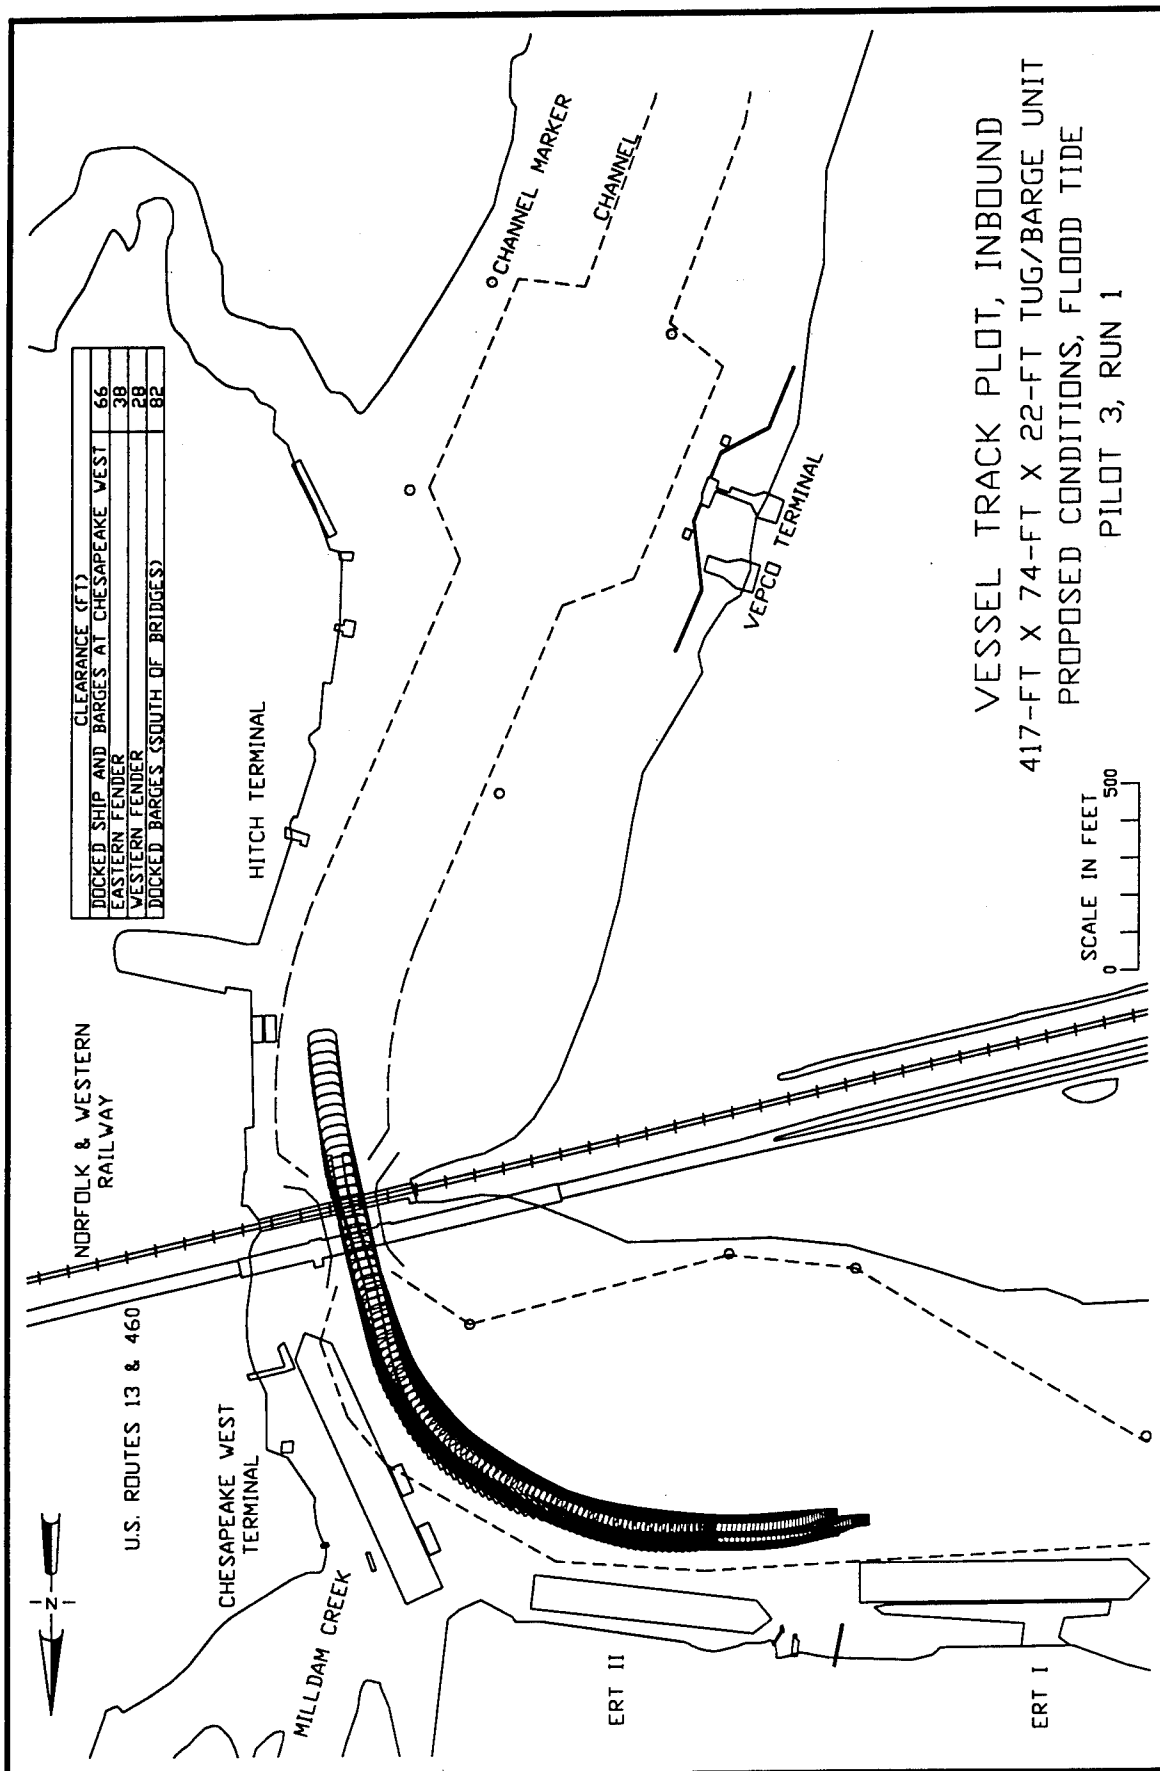 CLEARANCE (FT)
DOCKED SHIP AND BARGES AT CHESAPEAKE WEST 66
EASTERN FENDER 38
WESTERN FENDER 28
DOCKED BARGES (SOUTH OF BRIDGES) 82
N
U.S. ROUTES 13 & 460
NORFOLK & WESTERN
RAILWAY
HITCH TERMINAL
CHANNEL MARKER
CHANNEL
CHESAPEAKE WEST
TERMINAL
MILLDAM CREEK
VEPCO TERMINAL
ERT II
ERT I
SCALE IN FEET
0 500
VESSEL TRACK PLOT, INBOUND
417-FT X 74-FT X 22-FT TUG/BARGE UNIT
PROPOSED CONDITIONS, FLOOD TIDE
PILOT 3, RUN 1